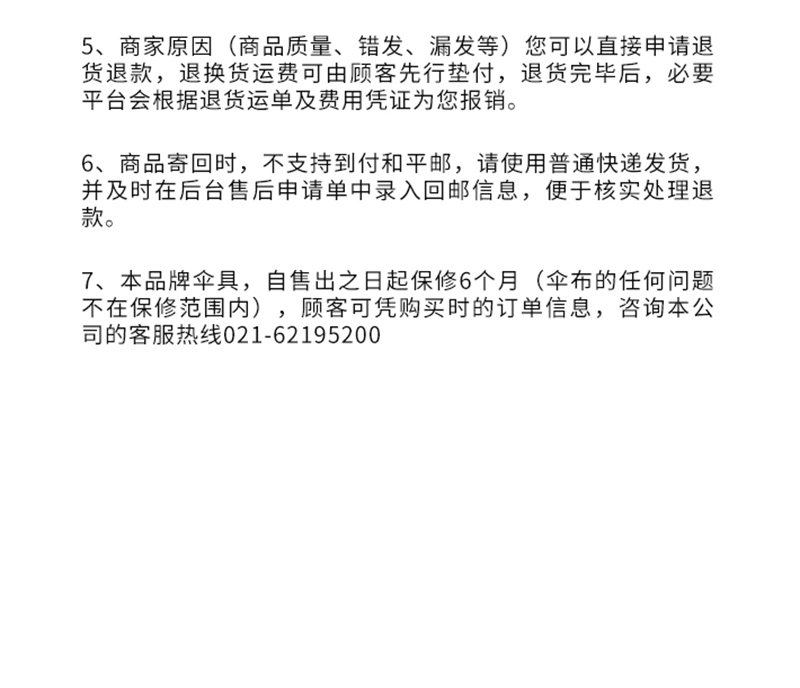 5、商家原因（商品质量、错发、漏发等）您可以直接申请退
货退款，退换货运费可由顾客先行垫付，退货完毕后，必要
平台会根据退货运单及费用凭证为您报销。
6、商品寄回时，不支持到付和平邮，请使用普通快递发货，
并及时在后台售后申请单中录入回邮信息，便于核实处理退
款。
7、本品牌伞具，自售出之日起保修6个月（伞布的任何问题
不在保修范围内），顾客可凭购买时的订单信息，咨询本公
司的客服热线021-62195200